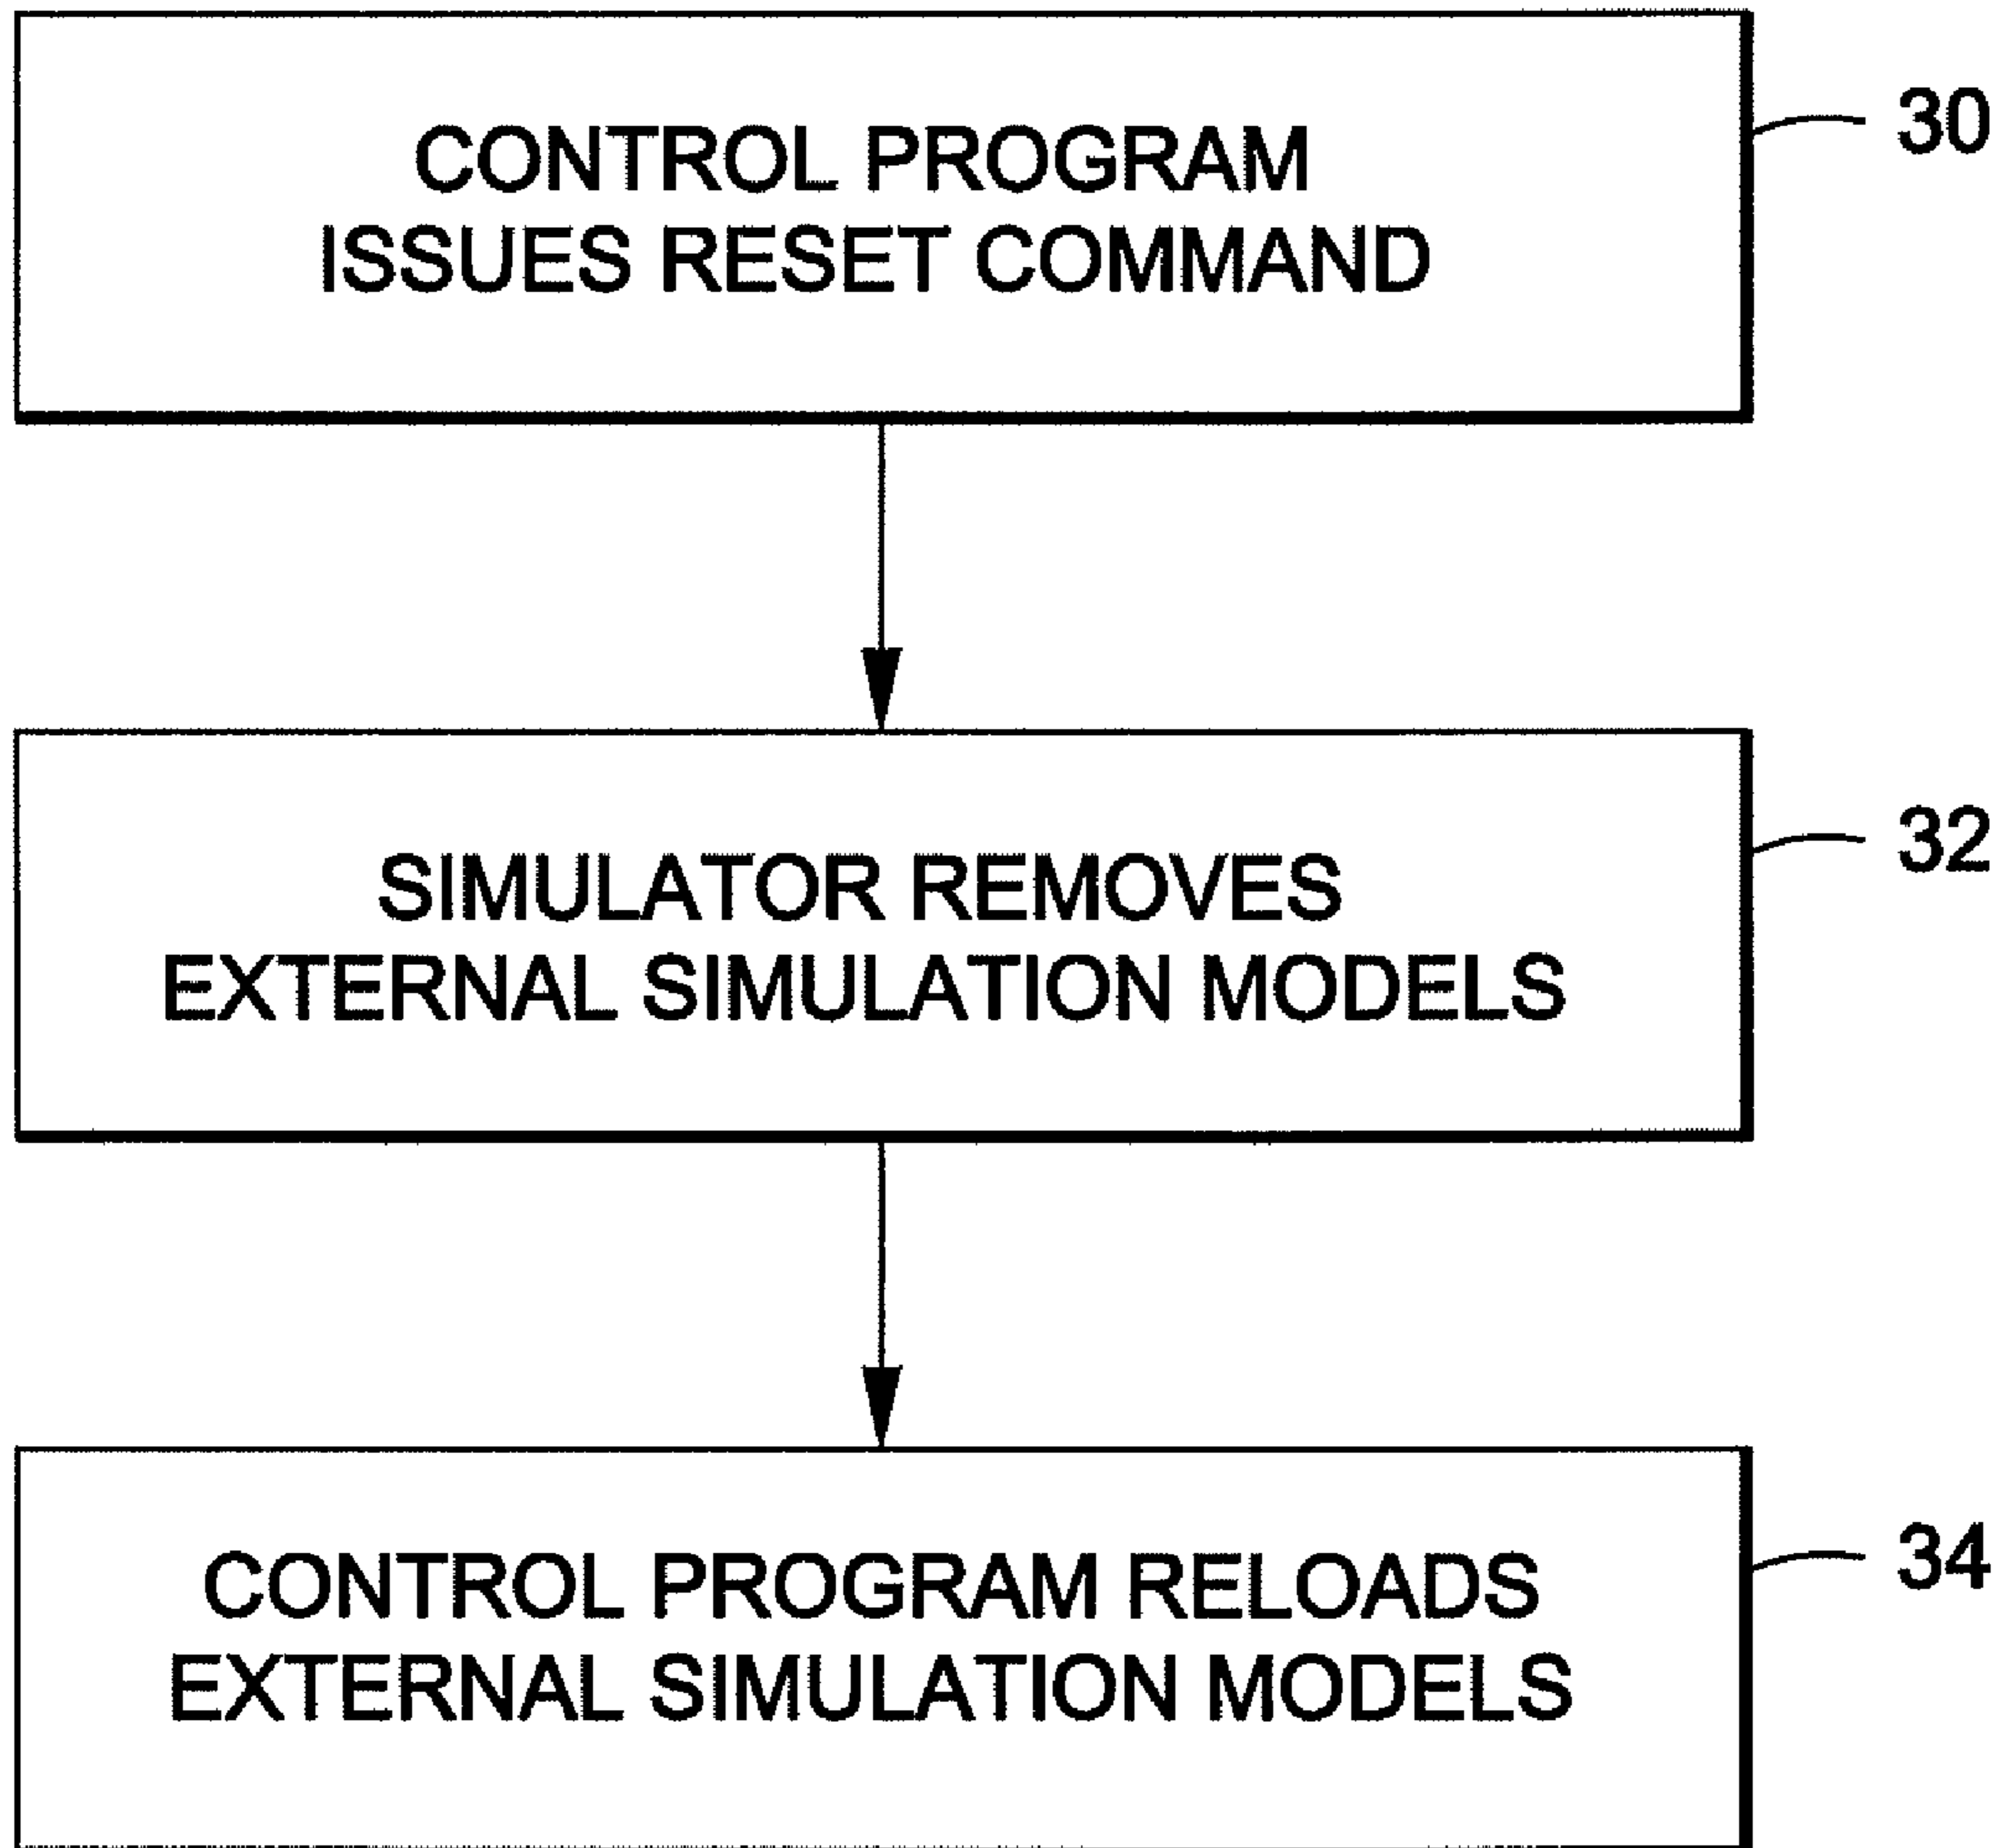 CONTROL PROGRAM
ISSUES RESET COMMAND
30
SIMULATOR REMOVES
EXTERNAL SIMULATION MODELS
32
CONTROL PROGRAM RELOADS
EXTERNAL SIMULATION MODELS
34